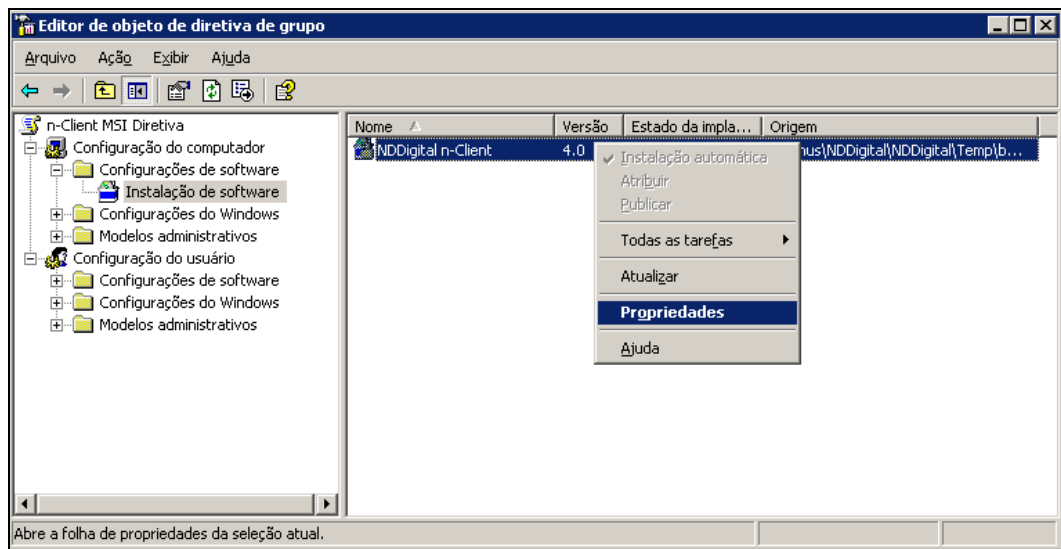 Editor de objeto de diretiva de grupo
Arquivo Ação Exibir Ajuda
n-Client MSI Diretiva
Configuração do computador
Configurações de software
Instalação de software
Configurações do Windows
Modelos administrativos
Configuração do usuário
Configurações de software
Configurações do Windows
Modelos administrativos
Nome Versão Estado da impla... Origem
NDDigital n-Client 4.0 nus\NDDigital\NDDigital\Temp\b...
Instalação automática
Atribuir
Publicar
Todas as tarefas
Atualizar
Propriedades
Ajuda
Abre a folha de propriedades da seleção atual.